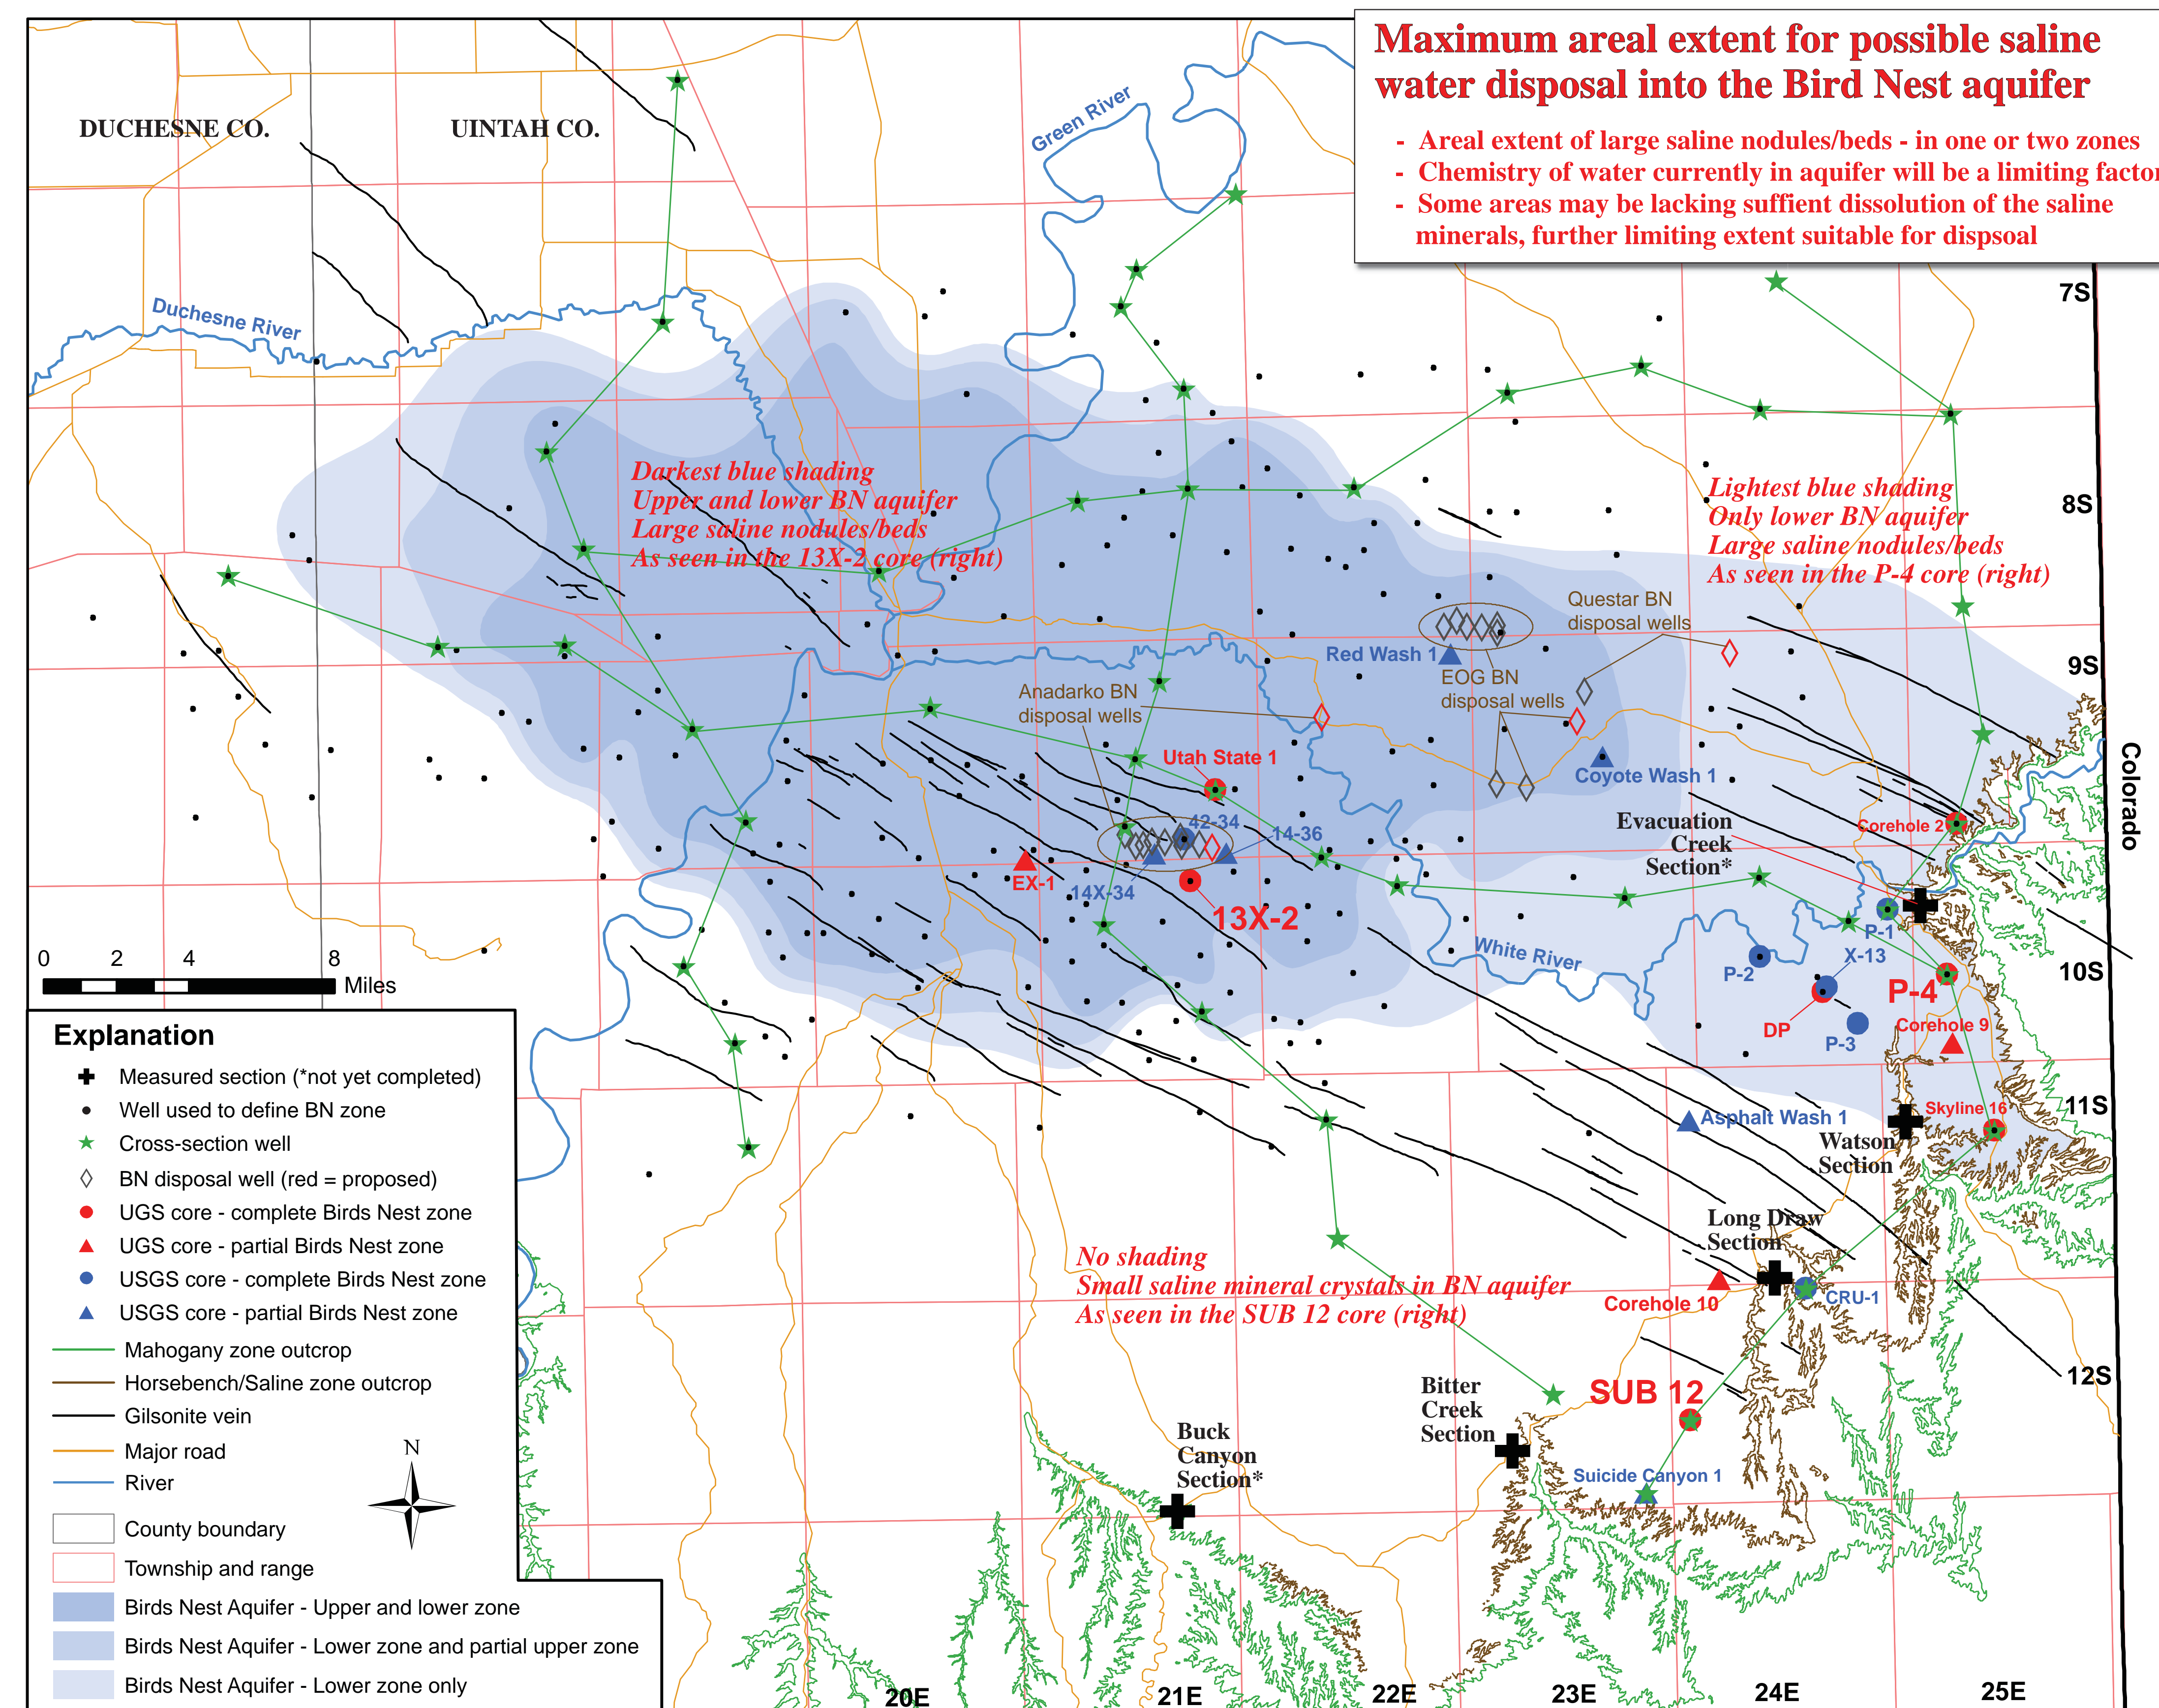 Maximum areal extent for possible saline
water disposal into the Bird Nest aquifer
- Areal extent of large saline nodules/beds - in one or two zones
- Chemistry of water currently in aquifer will be a limiting factor
- Some areas may be lacking suffient dissolution of the saline
minerals, further limiting extent suitable for dispsoal
DUCHESNE CO.
UINTAH CO.
Green River
Duchesne River
7S
8S
9S
10S
11S
12S
Colorado
Darkest blue shading
Upper and lower BN aquifer
Large saline nodules/beds
As seen in the 13X-2 core (right)
Lightest blue shading
Only lower BN aquifer
Large saline nodules/beds
As seen in the P-4 core (right)
Questar BN
disposal wells
Red Wash 1
EOG BN
disposal wells
Anadarko BN
disposal wells
Utah State 1
Coyote Wash 1
Evacuation
Creek
Section*
Corehole 2
42-34
14-36
EX-1
14X-34
13X-2
White River
P-1
X-13
P-2
P-4
DP
P-3
Corehole 9
Skyline 16
Asphalt Wash 1
Watson
Section
Long Draw
Section
No shading
Small saline mineral crystals in BN aquifer
As seen in the SUB 12 core (right)
Corehole 10
CRU-1
SUB 12
Bitter
Creek
Section
Buck
Canyon
Section*
Suicide Canyon 1
20E
21E
22E
23E
24E
25E
0 2 4 8
Miles
Explanation
Measured section (*not yet completed)
Well used to define BN zone
Cross-section well
BN disposal well (red = proposed)
UGS core - complete Birds Nest zone
UGS core - partial Birds Nest zone
USGS core - complete Birds Nest zone
USGS core - partial Birds Nest zone
Mahogany zone outcrop
Horsebench/Saline zone outcrop
Gilsonite vein
Major road
River
N
County boundary
Township and range
Birds Nest Aquifer - Upper and lower zone
Birds Nest Aquifer - Lower zone and partial upper zone
Birds Nest Aquifer - Lower zone only